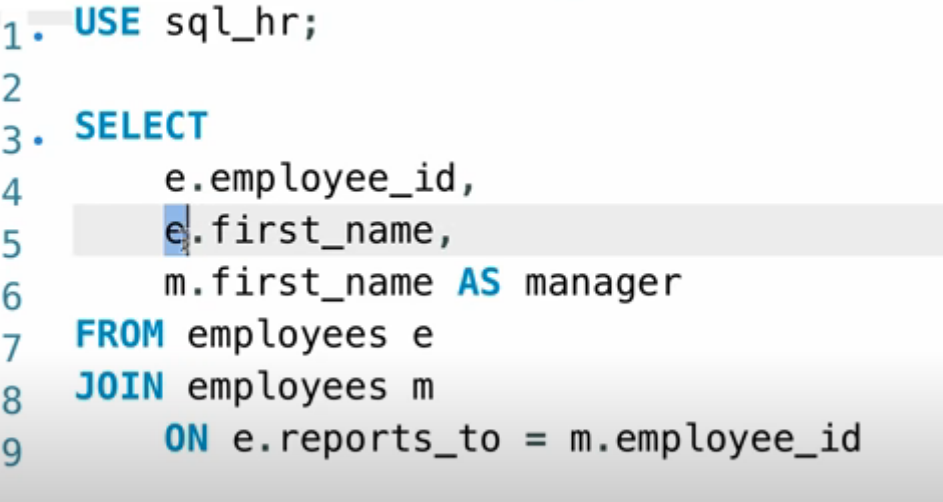 1 USE sql_hr;
2
3 SELECT
4 e.employee_id,
5 e.first_name,
6 m.first_name AS manager
7 FROM employees e
8 JOIN employees m
9 ON e.reports_to = m.employee_id